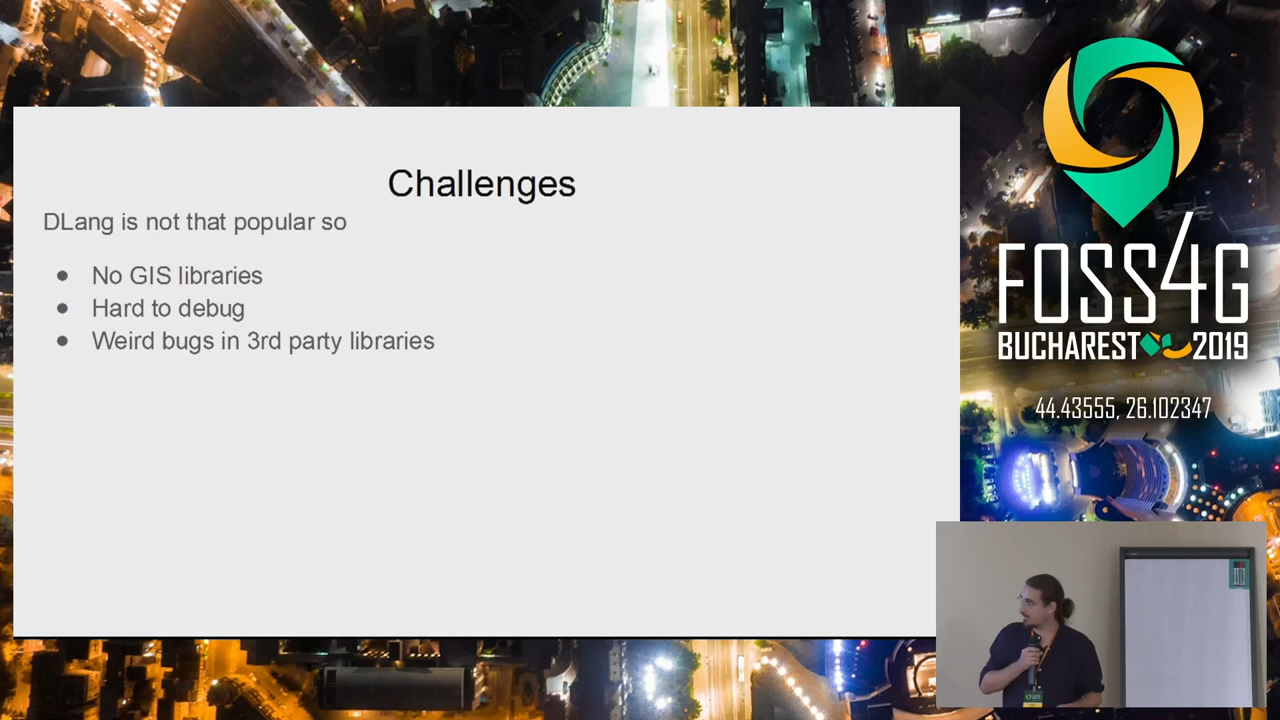 Challenges
DLang is not that popular so
● No GIS libraries
● Hard to debug
● Weird bugs in 3rd party libraries
FOSS4G
BUCHAREST 2019
44.43555, 26.102347